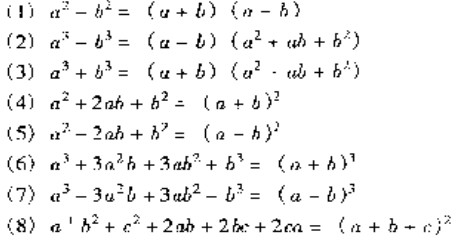 (1) a² − b² = (a + b) (a − b)
(2) a³ − b³ = (a − b) (a² + ab + b²)
(3) a³ + b³ = (a + b) (a² - ab + b²)
(4) a² + 2ab + b² = (a + b)²
(5) a² − 2ab + b² = (a − b)²
(6) a³ + 3a²b + 3ab² + b³ = (a + b)³
(7) a³ − 3a²b + 3ab² − b³ = (a − b)³
(8) a + b² + c² + 2ab + 2bc + 2ca = (a + b + c)²